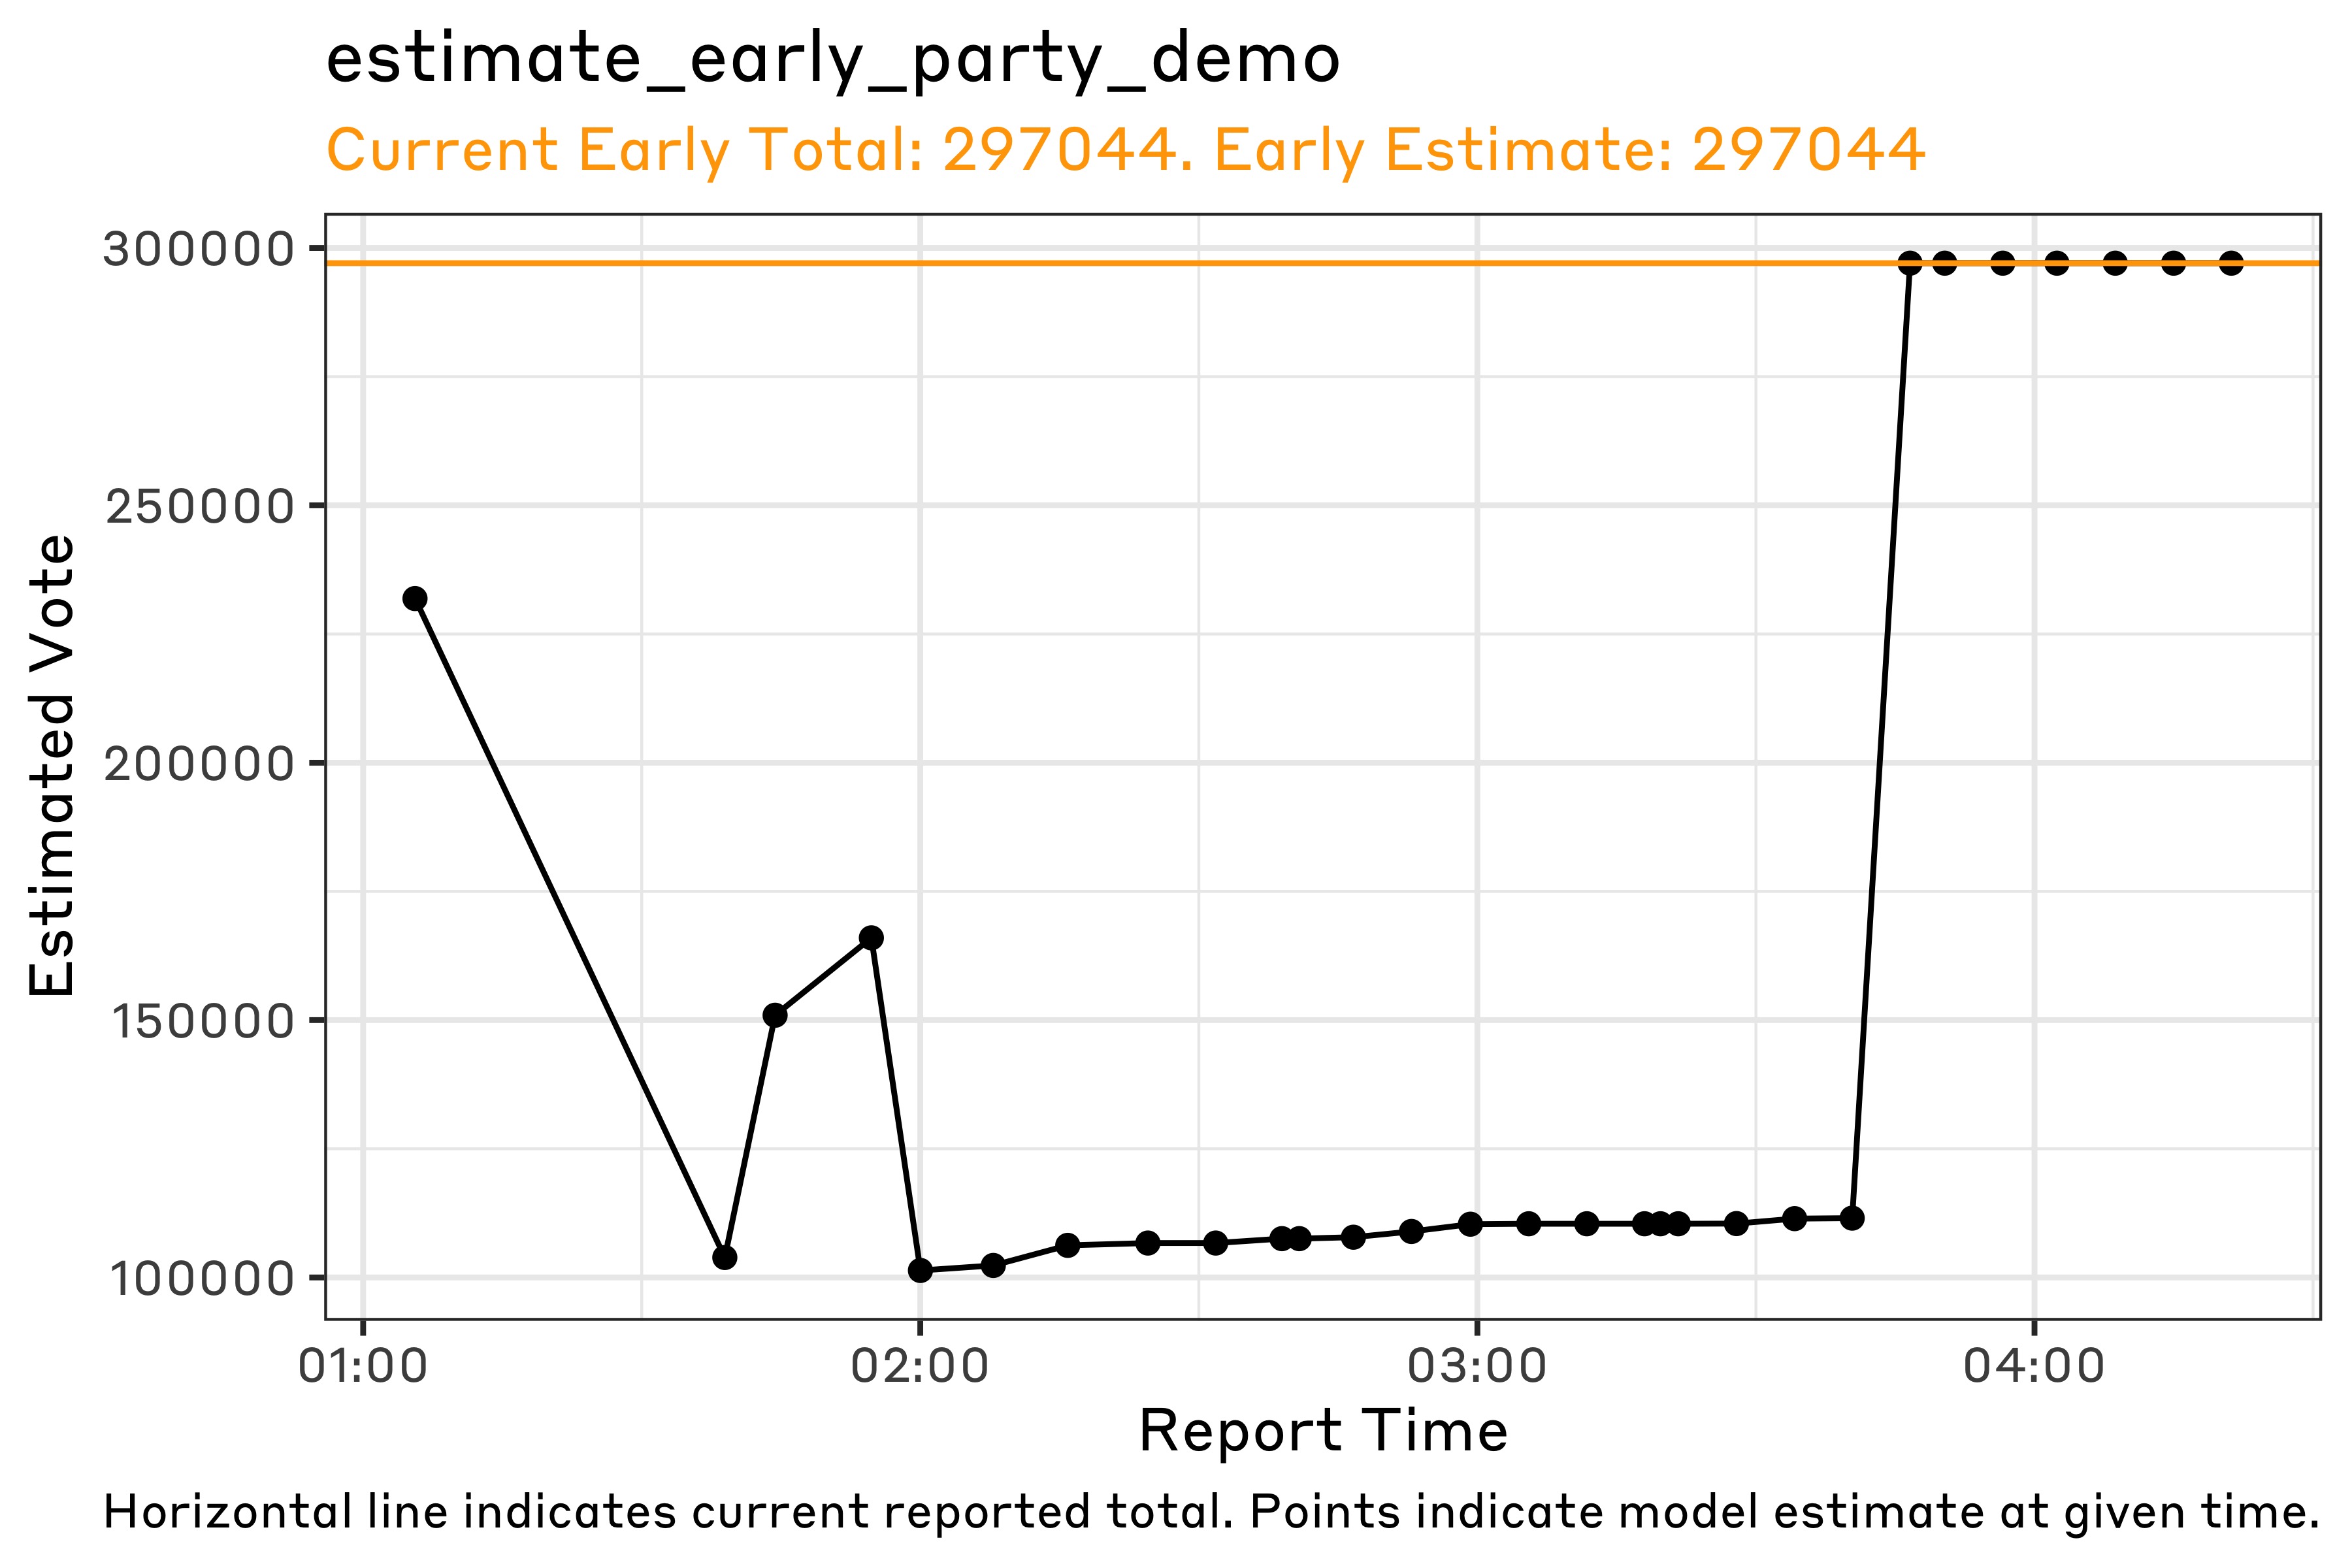 estimate_early_party_demo
Current Early Total: 297044. Early Estimate: 297044
300000
250000
200000
150000
100000
Estimated Vote
01:00 02:00 03:00 04:00
Report Time
Horizontal line indicates current reported total. Points indicate model estimate at given time.